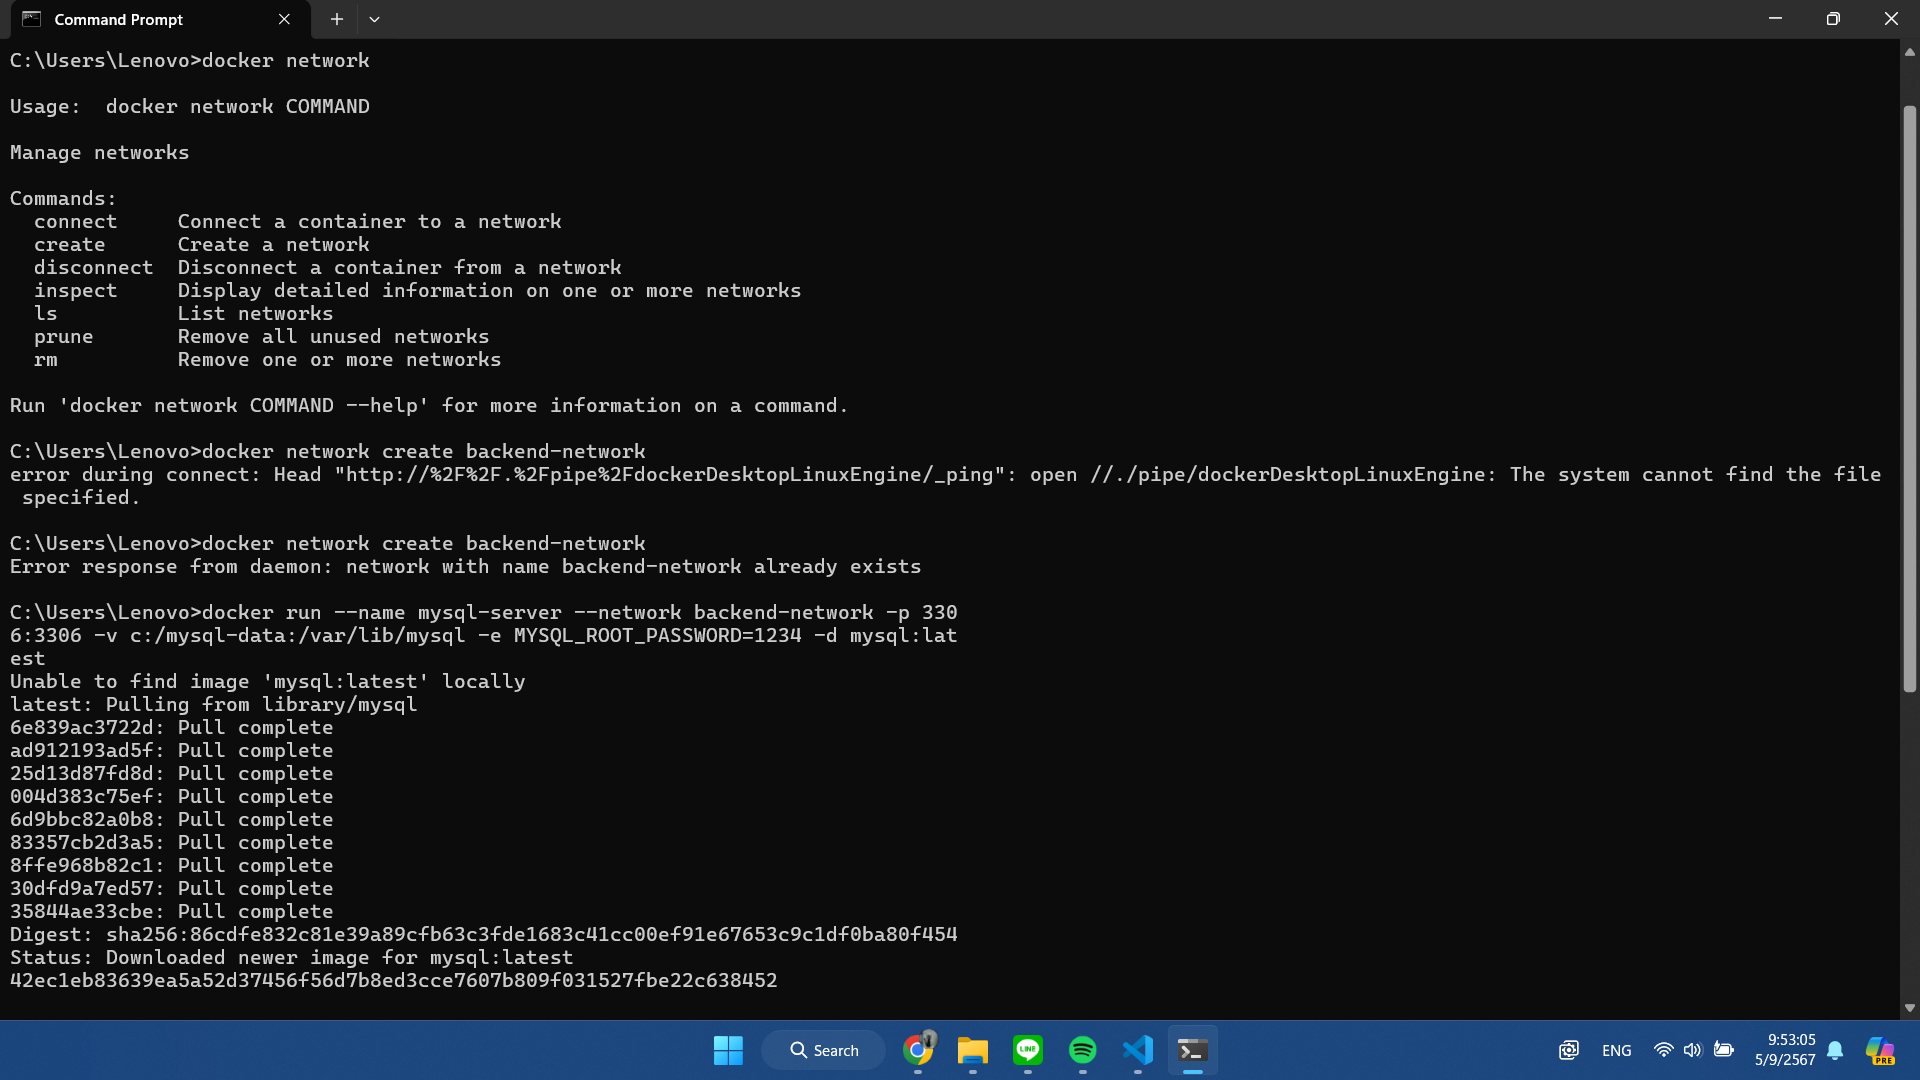 Command Prompt
C:\Users\Lenovo>docker network
Usage:  docker network COMMAND
Manage networks
Commands:
  connect     Connect a container to a network
  create      Create a network
  disconnect  Disconnect a container from a network
  inspect     Display detailed information on one or more networks
  ls          List networks
  prune       Remove all unused networks
  rm          Remove one or more networks
Run 'docker network COMMAND --help' for more information on a command.
C:\Users\Lenovo>docker network create backend-network
error during connect: Head "http://%2F%2F.%2Fpipe%2FdockerDesktopLinuxEngine/_ping": open //./pipe/dockerDesktopLinuxEngine: The system cannot find the file
 specified.
C:\Users\Lenovo>docker network create backend-network
Error response from daemon: network with name backend-network already exists
C:\Users\Lenovo>docker run --name mysql-server --network backend-network -p 330
6:3306 -v c:/mysql-data:/var/lib/mysql -e MYSQL_ROOT_PASSWORD=1234 -d mysql:lat
est
Unable to find image 'mysql:latest' locally
latest: Pulling from library/mysql
6e839ac3722d: Pull complete
ad912193ad5f: Pull complete
25d13d87fd8d: Pull complete
004d383c75ef: Pull complete
6d9bbc82a0b8: Pull complete
83357cb2d3a5: Pull complete
8ffe968b82c1: Pull complete
30dfd9a7ed57: Pull complete
35844ae33cbe: Pull complete
Digest: sha256:86cdfe832c81e39a89cfb63c3fde1683c41cc00ef91e67653c9c1df0ba80f454
Status: Downloaded newer image for mysql:latest
42ec1eb83639ea5a52d37456f56d7b8ed3cce7607b809f031527fbe22c638452
Search
LINE
ENG
9:53:05
5/9/2567
PRE